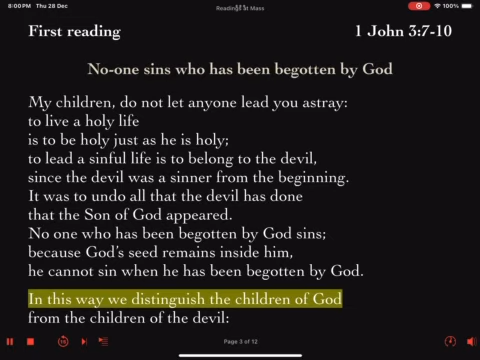 8:00 PM Thu 28 Dec
100%
First reading 1 John 3:7-10
No-one sins who has been begotten by God
My children, do not let anyone lead you astray:
to live a holy life
is to be holy just as he is holy;
to lead a sinful life is to belong to the devil,
since the devil was a sinner from the beginning.
It was to undo all that the devil has done
that the Son of God appeared.
No one who has been begotten by God sins;
because God's seed remains inside him,
he cannot sin when he has been begotten by God.
In this way we distinguish the children of God
from the children of the devil:
Page 3 of 12